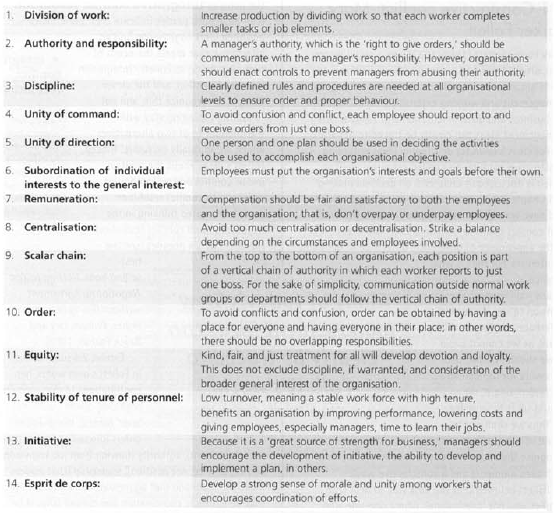 1. Division of work: Increase production by dividing work so that each worker completes
smaller tasks or job elements.
2. Authority and responsibility: A manager's authority, which is the 'right to give orders,' should be
commensurate with the manager's responsibility. However, organisations
should enact controls to prevent managers from abusing their authority.
3. Discipline: Clearly defined rules and procedures are needed at all organisational
levels to ensure order and proper behaviour.
4. Unity of command: To avoid confusion and conflict, each employee should report to and
receive orders from just one boss.
5. Unity of direction: One person and one plan should be used in deciding the activities
to be used to accomplish each organisational objective.
6. Subordination of individual Employees must put the organisation's interests and goals before their own.
interests to the general interest:
7. Remuneration: Compensation should be fair and satisfactory to both the employees
and the organisation; that is, don't overpay or underpay employees.
8. Centralisation: Avoid too much centralisation or decentralisation. Strike a balance
depending on the circumstances and employees involved.
9. Scalar chain: From the top to the bottom of an organisation, each position is part
of a vertical chain of authority in which each worker reports to just
one boss. For the sake of simplicity, communication outside normal work
groups or departments should follow the vertical chain of authority.
10. Order: To avoid conflicts and confusion, order can be obtained by having a
place for everyone and having everyone in their place; in other words,
there should be no overlapping responsibilities.
11. Equity: Kind, fair, and just treatment for all will develop devotion and loyalty.
This does not exclude discipline, if warranted, and consideration of the
broader general interest of the organisation.
12. Stability of tenure of personnel: Low turnover, meaning a stable work force with high tenure,
benefits an organisation by improving performance, lowering costs and
giving employees, especially managers, time to learn their jobs.
13. Initiative: Because it is a 'great source of strength for business,' managers should
encourage the development of initiative, the ability to develop and
implement a plan, in others.
14. Esprit de corps: Develop a strong sense of morale and unity among workers that
encourages coordination of efforts.